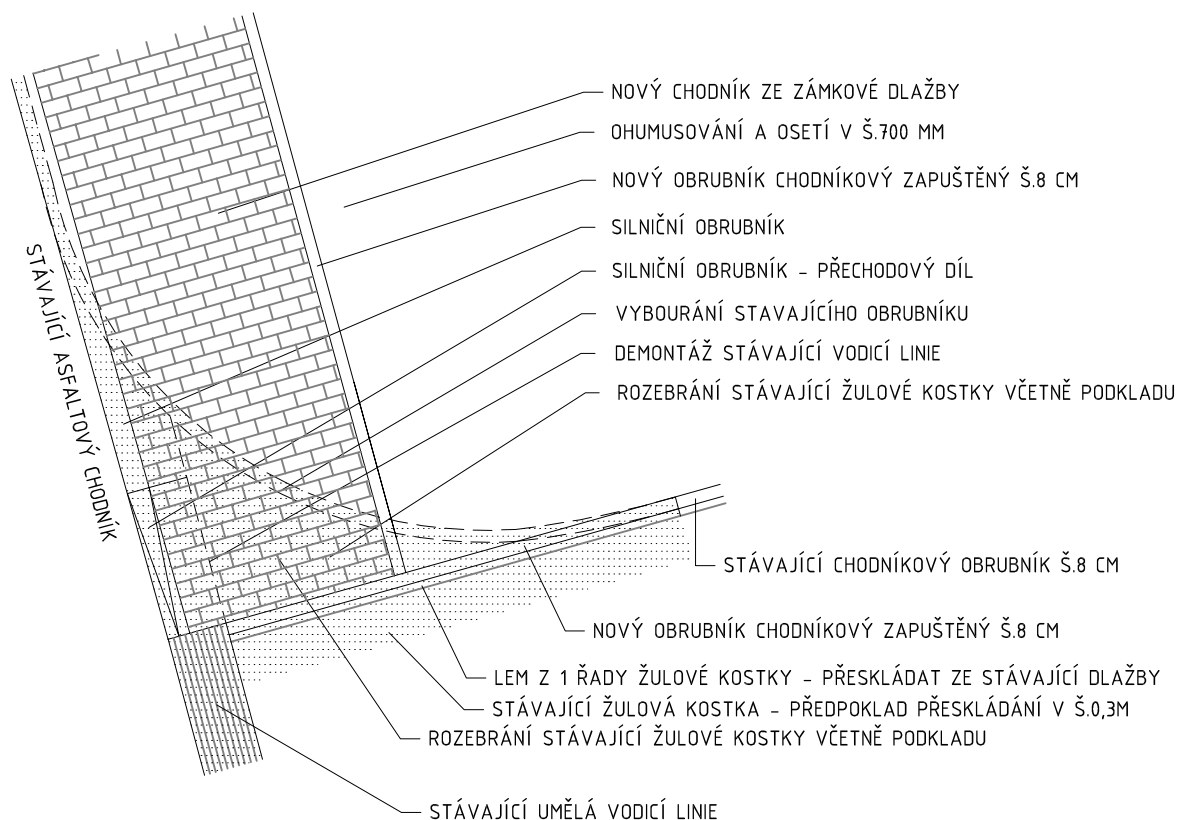 NOVÝ CHODNÍK ZE ZÁMKOVÉ DLAŽBY
OHUMUSOVÁNÍ A OSETÍ V Š.700 MM
NOVÝ OBRUBNÍK CHODNÍKOVÝ ZAPUŠTĚNÝ Š.8 CM
SILNIČNÍ OBRUBNÍK
SILNIČNÍ OBRUBNÍK - PŘECHODOVÝ DÍL
VYBOURÁNÍ STAVAJÍCÍHO OBRUBNÍKU
DEMONTÁŽ STÁVAJÍCÍ VODICÍ LINIE
ROZEBRÁNÍ STÁVAJÍCÍ ŽULOVÉ KOSTKY VČETNĚ PODKLADU
STÁVAJÍCÍ ASFALTOVÝ CHODNÍK
STÁVAJÍCÍ CHODNÍKOVÝ OBRUBNÍK Š.8 CM
NOVÝ OBRUBNÍK CHODNÍKOVÝ ZAPUŠTĚNÝ Š.8 CM
LEM Z 1 ŘADY ŽULOVÉ KOSTKY - PŘESKLÁDAT ZE STÁVAJÍCÍ DLAŽBY
STÁVAJÍCÍ ŽULOVÁ KOSTKA - PŘEDPOKLAD PŘESKLÁDÁNÍ V Š.0,3M
ROZEBRÁNÍ STÁVAJÍCÍ ŽULOVÉ KOSTKY VČETNĚ PODKLADU
STÁVAJÍCÍ UMĚLÁ VODICÍ LINIE